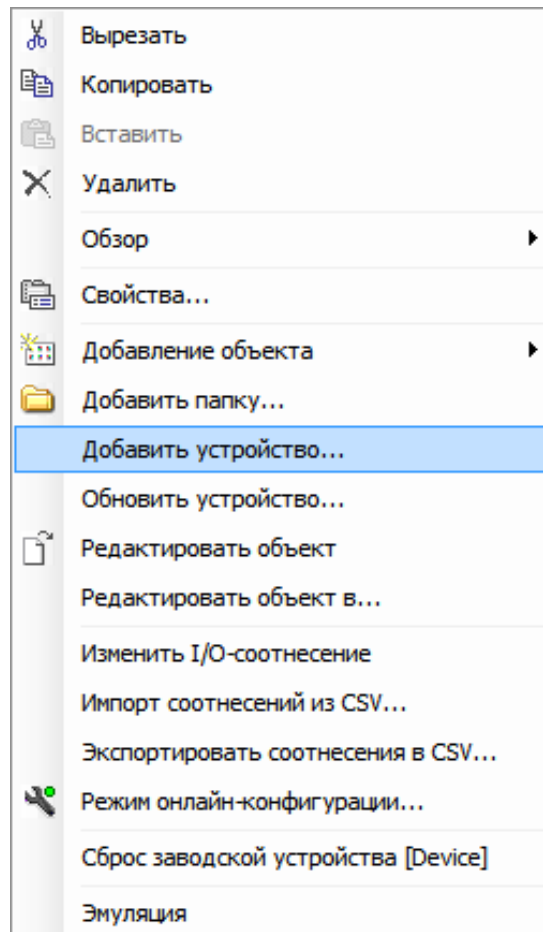 Вырезать
Копировать
Вставить
Удалить
Обзор
Свойства...
Добавление объекта
Добавить папку...
Добавить устройство...
Обновить устройство...
Редактировать объект
Редактировать объект в...
Изменить I/O-соотнесение
Импорт соотнесений из CSV...
Экспортировать соотнесения в CSV...
Режим онлайн-конфигурации...
Сброс заводской устройства [Device]
Эмуляция